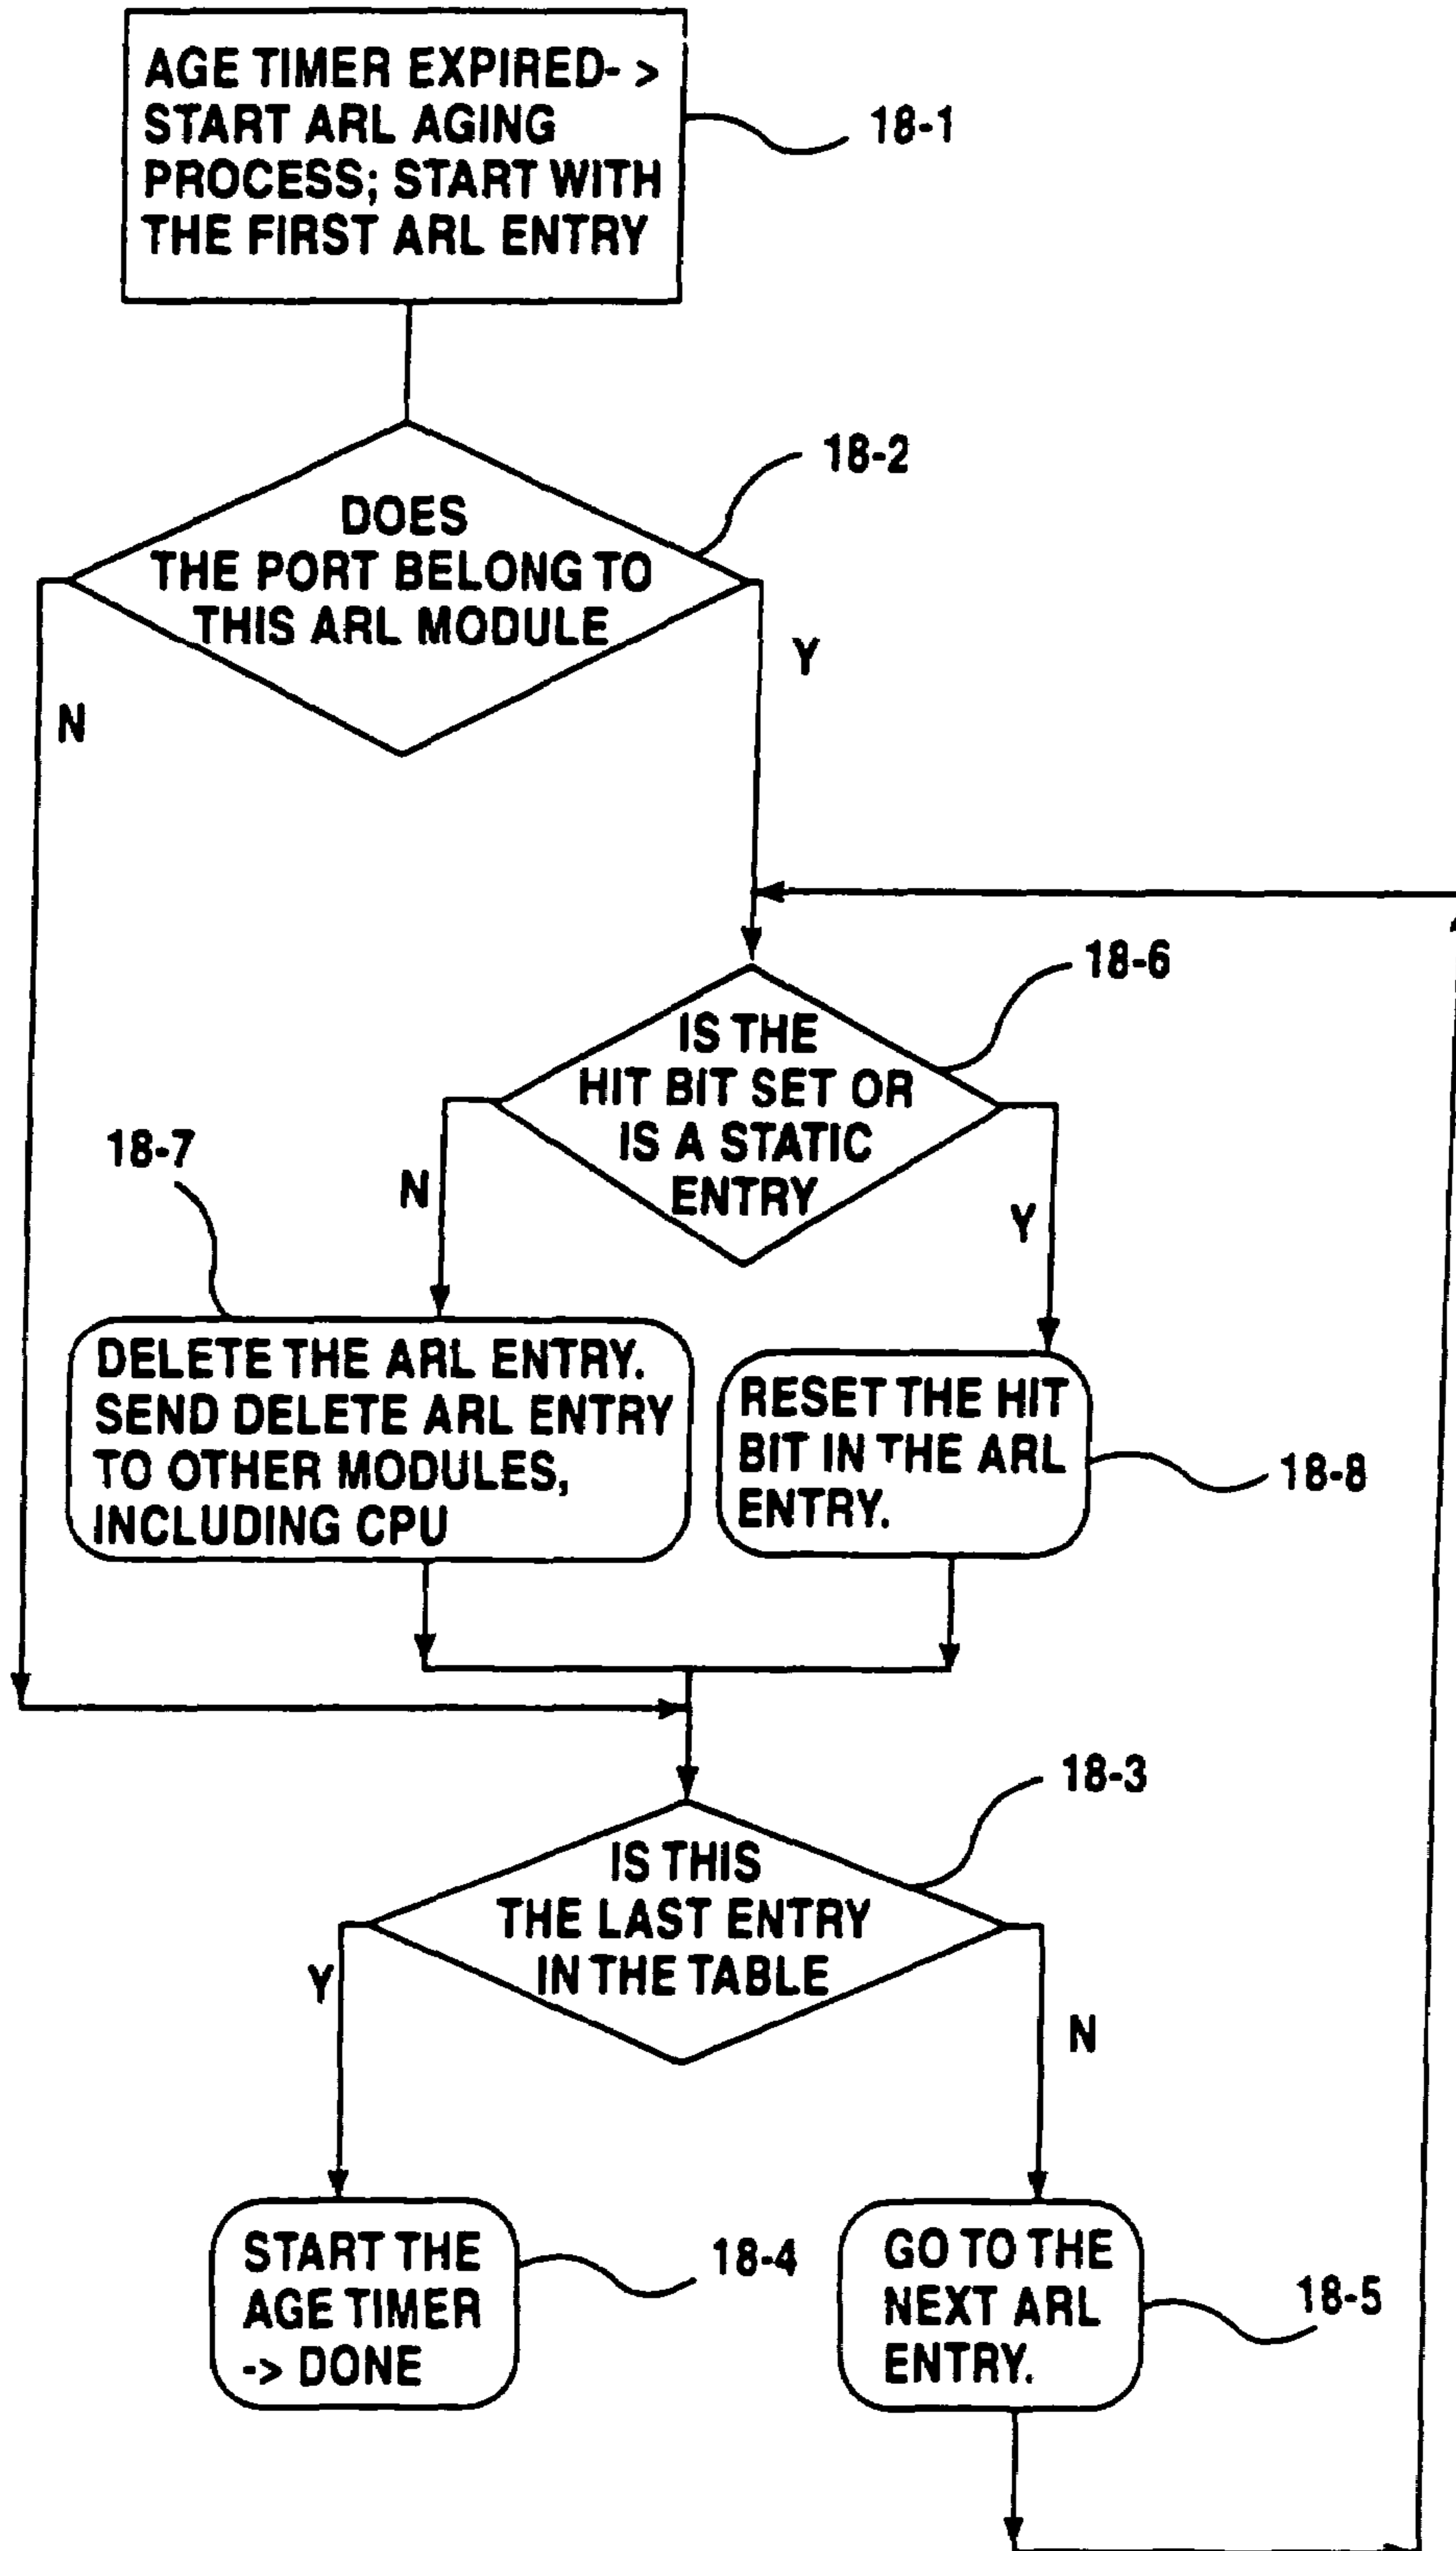 AGE TIMER EXPIRED- >
START ARL AGING
PROCESS; START WITH
THE FIRST ARL ENTRY
18-1
18-2
DOES
THE PORT BELONG TO
THIS ARL MODULE
Y
N
18-6
IS THE
HIT BIT SET OR
IS A STATIC
ENTRY
18-7
N
Y
DELETE THE ARL ENTRY.
SEND DELETE ARL ENTRY
TO OTHER MODULES,
INCLUDING CPU
RESET THE HIT
BIT IN THE ARL
ENTRY.
18-8
18-3
IS THIS
THE LAST ENTRY
IN THE TABLE
Y
N
START THE
AGE TIMER
-> DONE
18-4
GO TO THE
NEXT ARL
ENTRY.
18-5